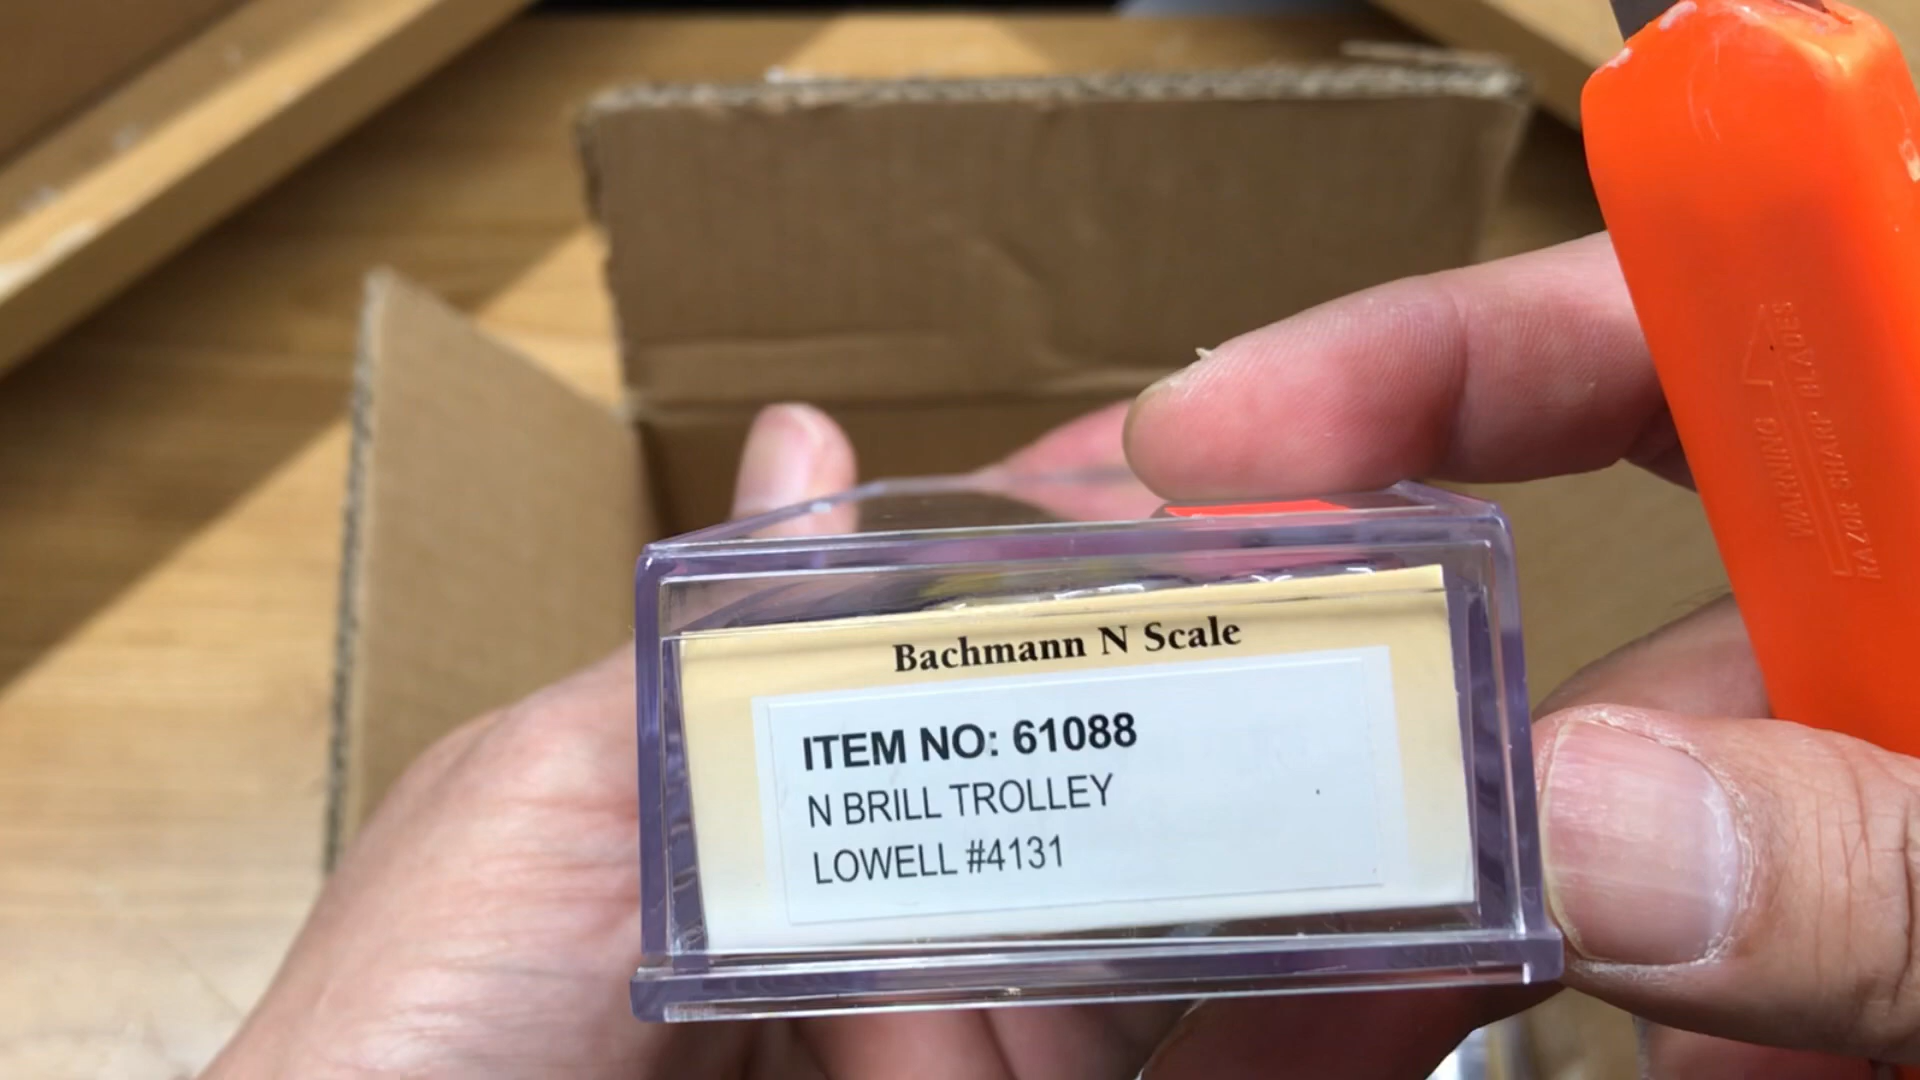 Bachmann N Scale
ITEM NO: 61088
N BRILL TROLLEY
LOWELL #4131
WARNING
RAZOR SHARP BLADES